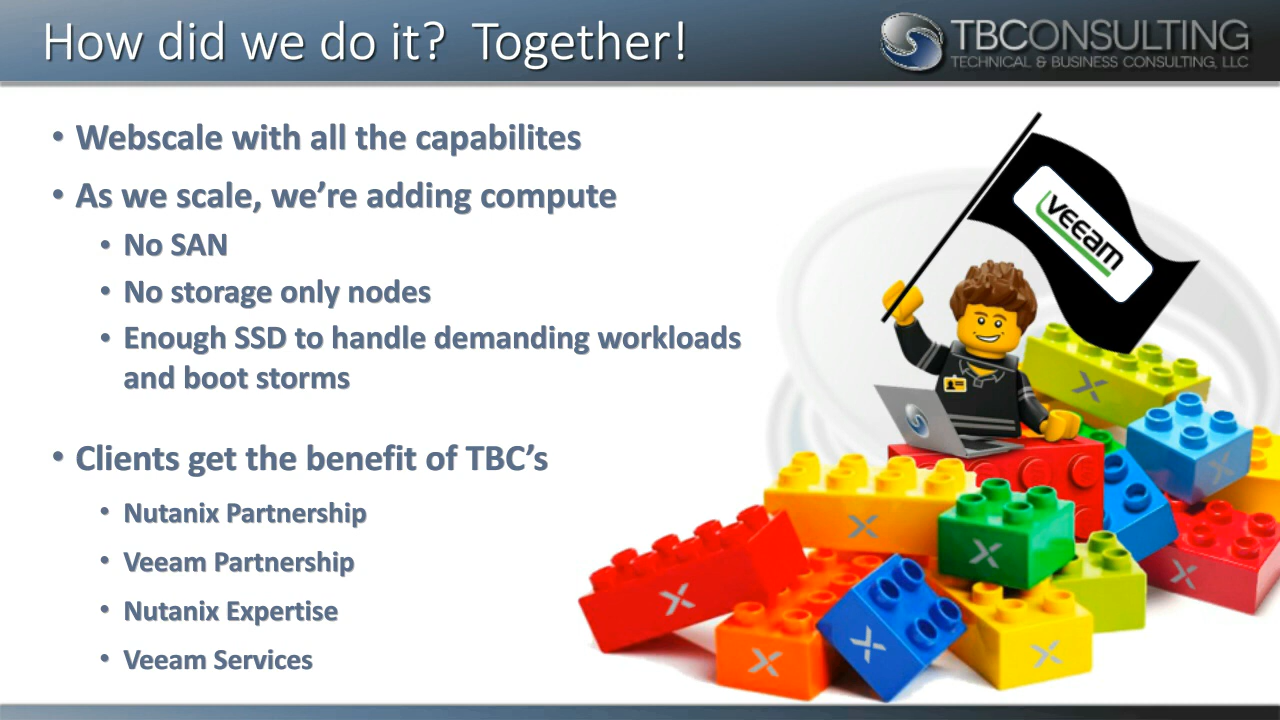 How did we do it? Together!
TBCONSULTING
TECHNICAL & BUSINESS CONSULTING, LLC
• Webscale with all the capabilites
• As we scale, we’re adding compute
• No SAN
• No storage only nodes
• Enough SSD to handle demanding workloads
and boot storms
• Clients get the benefit of TBC’s
• Nutanix Partnership
• Veeam Partnership
• Nutanix Expertise
• Veeam Services
veeam